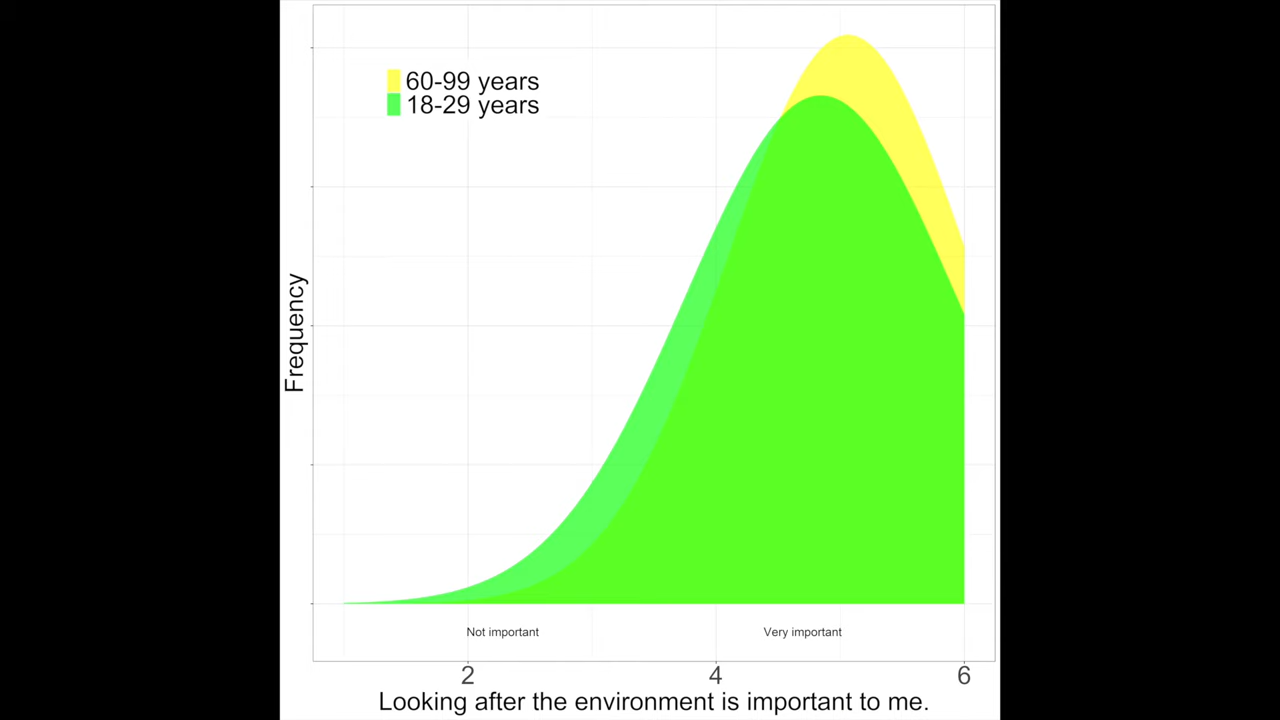 60-99 years
18-29 years
Frequency
Not important
Very important
2
4
6
Looking after the environment is important to me.